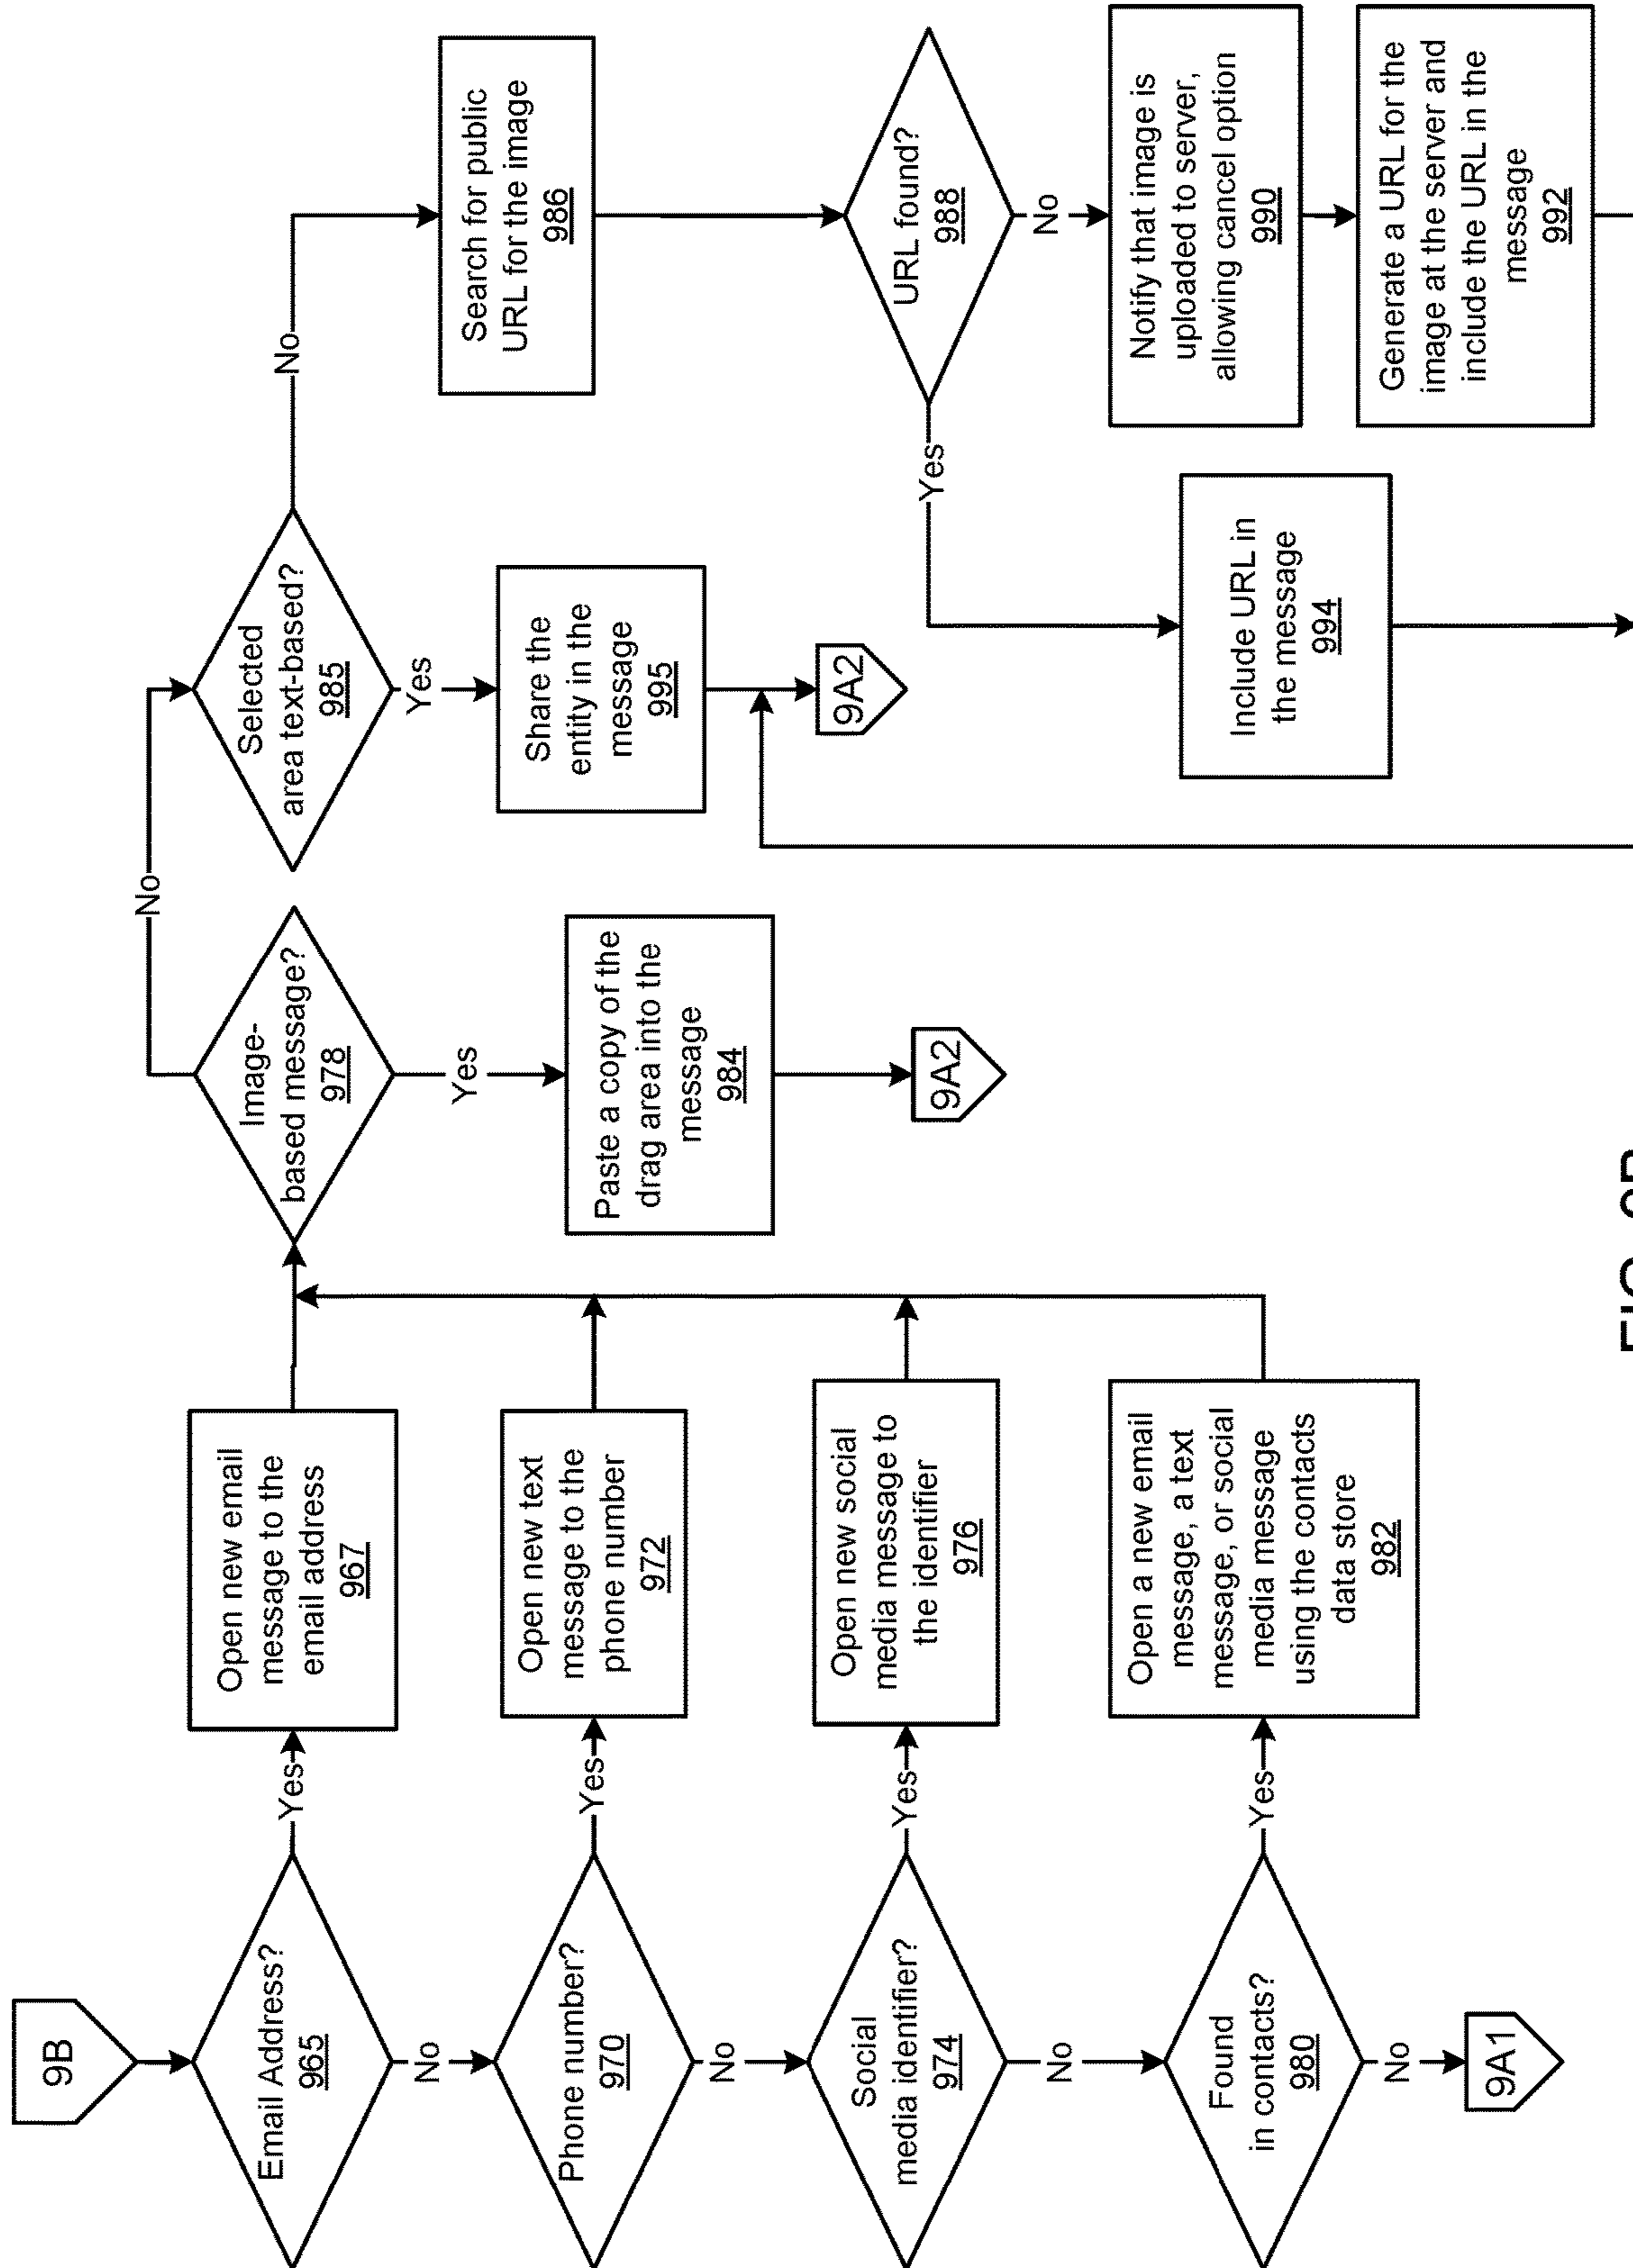 9B
Email Address?
965
Yes
Open new email
message to the
email address
967
No
Phone number?
970
Yes
Open new text
message to the
phone number
972
No
Social
media identifier?
974
Yes
Open new social
media message to
the identifier
976
No
Found
in contacts?
980
Yes
Open a new email
message, a text
message, or social
media message
using the contacts
data store
982
No
9A1
Image-
based message?
978
No
Yes
Paste a copy of the
drag area into the
message
984
9A2
Selected
area text-based?
985
No
Yes
Share the
entity in the
message
995
9A2
Search for public
URL for the image
986
URL found?
988
Yes
No
Include URL in
the message
994
Notify that image is
uploaded to server,
allowing cancel option
990
Generate a URL for the
image at the server and
include the URL in the
message
992